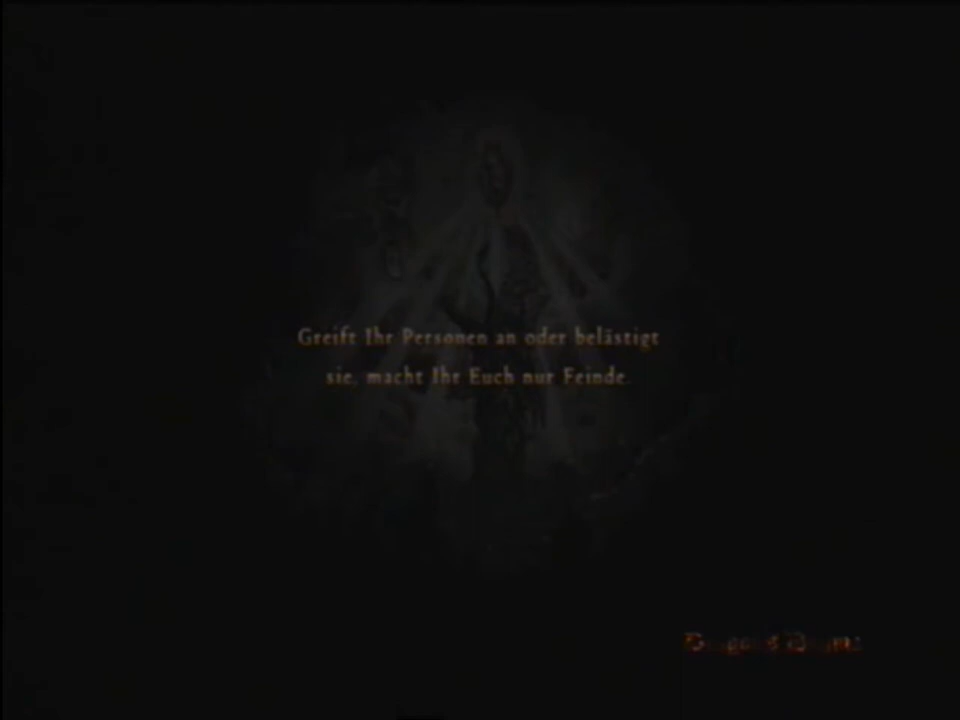 Greift Ihr Personen an oder belästigt
sie, macht Ihr Euch nur Feinde.